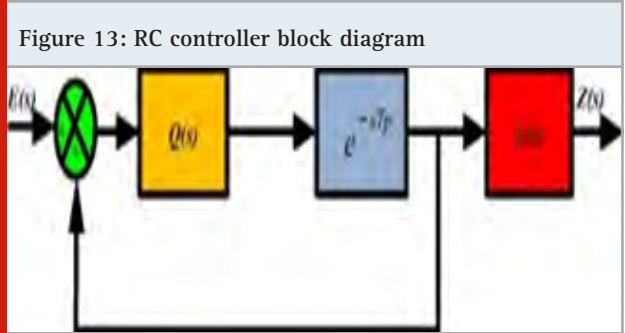 Figure 13: RC controller block diagram
E(s) Q(s) e^-sTp Z(s)